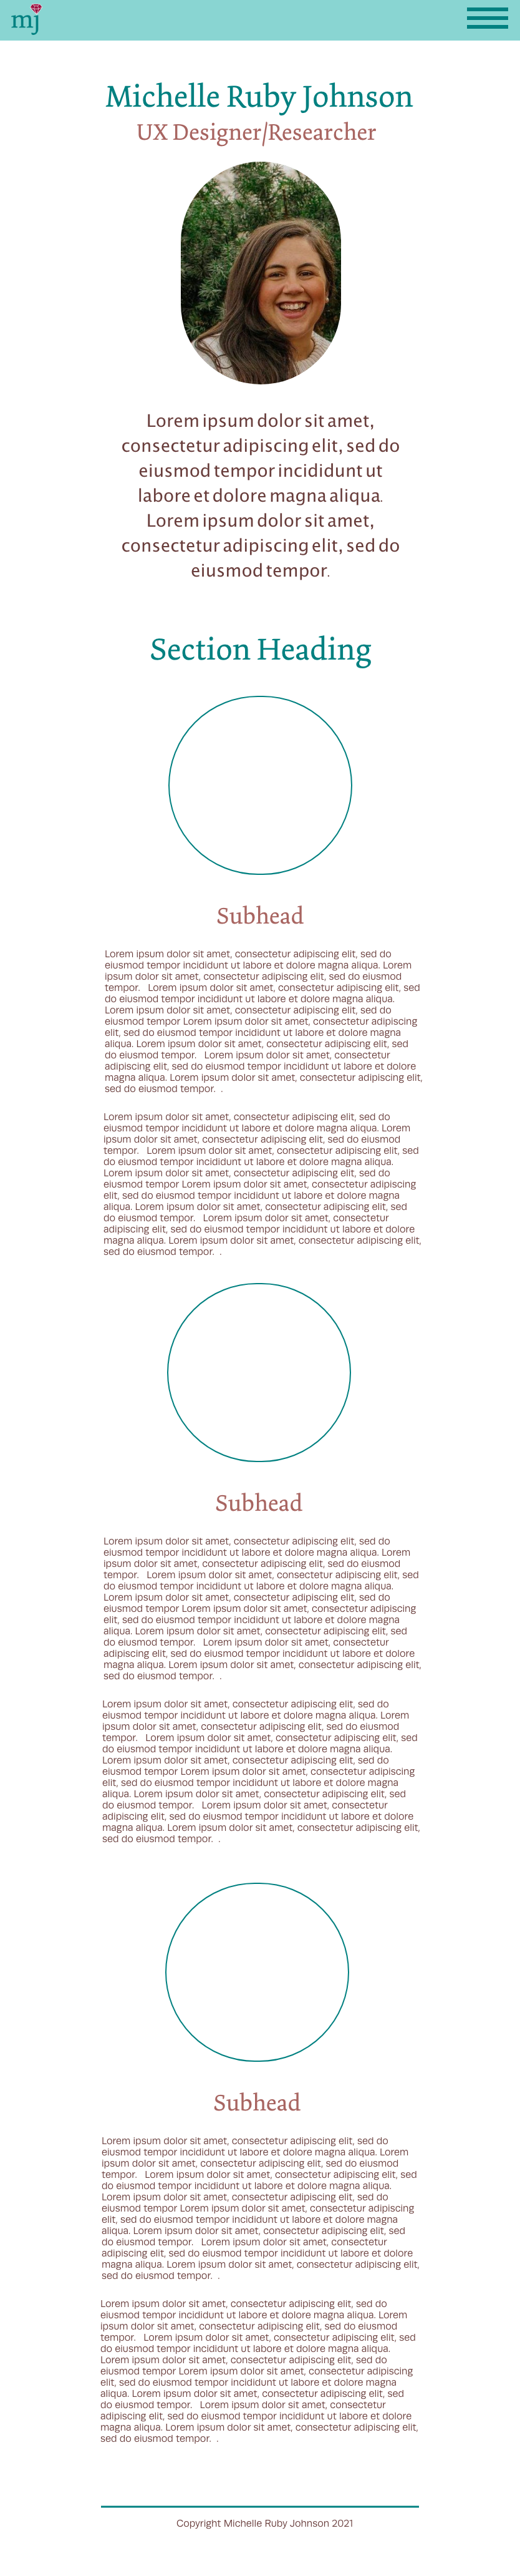 mj
Michelle Ruby Johnson
UX Designer/Researcher
Lorem ipsum dolor sit amet,
consectetur adipiscing elit, sed do
eiusmod tempor incididunt ut
labore et dolore magna aliqua.
Lorem ipsum dolor sit amet,
consectetur adipiscing elit, sed do
eiusmod tempor.
Section Heading
Subhead
Lorem ipsum dolor sit amet, consectetur adipiscing elit, sed do
eiusmod tempor incididunt ut labore et dolore magna aliqua. Lorem
ipsum dolor sit amet, consectetur adipiscing elit, sed do eiusmod
tempor.   Lorem ipsum dolor sit amet, consectetur adipiscing elit, sed
do eiusmod tempor incididunt ut labore et dolore magna aliqua.
Lorem ipsum dolor sit amet, consectetur adipiscing elit, sed do
eiusmod tempor Lorem ipsum dolor sit amet, consectetur adipiscing
elit, sed do eiusmod tempor incididunt ut labore et dolore magna
aliqua. Lorem ipsum dolor sit amet, consectetur adipiscing elit, sed
do eiusmod tempor.   Lorem ipsum dolor sit amet, consectetur
adipiscing elit, sed do eiusmod tempor incididunt ut labore et dolore
magna aliqua. Lorem ipsum dolor sit amet, consectetur adipiscing elit,
sed do eiusmod tempor.  .
Lorem ipsum dolor sit amet, consectetur adipiscing elit, sed do
eiusmod tempor incididunt ut labore et dolore magna aliqua. Lorem
ipsum dolor sit amet, consectetur adipiscing elit, sed do eiusmod
tempor.   Lorem ipsum dolor sit amet, consectetur adipiscing elit, sed
do eiusmod tempor incididunt ut labore et dolore magna aliqua.
Lorem ipsum dolor sit amet, consectetur adipiscing elit, sed do
eiusmod tempor Lorem ipsum dolor sit amet, consectetur adipiscing
elit, sed do eiusmod tempor incididunt ut labore et dolore magna
aliqua. Lorem ipsum dolor sit amet, consectetur adipiscing elit, sed
do eiusmod tempor.   Lorem ipsum dolor sit amet, consectetur
adipiscing elit, sed do eiusmod tempor incididunt ut labore et dolore
magna aliqua. Lorem ipsum dolor sit amet, consectetur adipiscing elit,
sed do eiusmod tempor.  .
Subhead
Lorem ipsum dolor sit amet, consectetur adipiscing elit, sed do
eiusmod tempor incididunt ut labore et dolore magna aliqua. Lorem
ipsum dolor sit amet, consectetur adipiscing elit, sed do eiusmod
tempor.   Lorem ipsum dolor sit amet, consectetur adipiscing elit, sed
do eiusmod tempor incididunt ut labore et dolore magna aliqua.
Lorem ipsum dolor sit amet, consectetur adipiscing elit, sed do
eiusmod tempor Lorem ipsum dolor sit amet, consectetur adipiscing
elit, sed do eiusmod tempor incididunt ut labore et dolore magna
aliqua. Lorem ipsum dolor sit amet, consectetur adipiscing elit, sed
do eiusmod tempor.   Lorem ipsum dolor sit amet, consectetur
adipiscing elit, sed do eiusmod tempor incididunt ut labore et dolore
magna aliqua. Lorem ipsum dolor sit amet, consectetur adipiscing elit,
sed do eiusmod tempor.  .
Lorem ipsum dolor sit amet, consectetur adipiscing elit, sed do
eiusmod tempor incididunt ut labore et dolore magna aliqua. Lorem
ipsum dolor sit amet, consectetur adipiscing elit, sed do eiusmod
tempor.   Lorem ipsum dolor sit amet, consectetur adipiscing elit, sed
do eiusmod tempor incididunt ut labore et dolore magna aliqua.
Lorem ipsum dolor sit amet, consectetur adipiscing elit, sed do
eiusmod tempor Lorem ipsum dolor sit amet, consectetur adipiscing
elit, sed do eiusmod tempor incididunt ut labore et dolore magna
aliqua. Lorem ipsum dolor sit amet, consectetur adipiscing elit, sed
do eiusmod tempor.   Lorem ipsum dolor sit amet, consectetur
adipiscing elit, sed do eiusmod tempor incididunt ut labore et dolore
magna aliqua. Lorem ipsum dolor sit amet, consectetur adipiscing elit,
sed do eiusmod tempor.  .
Subhead
Lorem ipsum dolor sit amet, consectetur adipiscing elit, sed do
eiusmod tempor incididunt ut labore et dolore magna aliqua. Lorem
ipsum dolor sit amet, consectetur adipiscing elit, sed do eiusmod
tempor.   Lorem ipsum dolor sit amet, consectetur adipiscing elit, sed
do eiusmod tempor incididunt ut labore et dolore magna aliqua.
Lorem ipsum dolor sit amet, consectetur adipiscing elit, sed do
eiusmod tempor Lorem ipsum dolor sit amet, consectetur adipiscing
elit, sed do eiusmod tempor incididunt ut labore et dolore magna
aliqua. Lorem ipsum dolor sit amet, consectetur adipiscing elit, sed
do eiusmod tempor.   Lorem ipsum dolor sit amet, consectetur
adipiscing elit, sed do eiusmod tempor incididunt ut labore et dolore
magna aliqua. Lorem ipsum dolor sit amet, consectetur adipiscing elit,
sed do eiusmod tempor.  .
Lorem ipsum dolor sit amet, consectetur adipiscing elit, sed do
eiusmod tempor incididunt ut labore et dolore magna aliqua. Lorem
ipsum dolor sit amet, consectetur adipiscing elit, sed do eiusmod
tempor.   Lorem ipsum dolor sit amet, consectetur adipiscing elit, sed
do eiusmod tempor incididunt ut labore et dolore magna aliqua.
Lorem ipsum dolor sit amet, consectetur adipiscing elit, sed do
eiusmod tempor Lorem ipsum dolor sit amet, consectetur adipiscing
elit, sed do eiusmod tempor incididunt ut labore et dolore magna
aliqua. Lorem ipsum dolor sit amet, consectetur adipiscing elit, sed
do eiusmod tempor.   Lorem ipsum dolor sit amet, consectetur
adipiscing elit, sed do eiusmod tempor incididunt ut labore et dolore
magna aliqua. Lorem ipsum dolor sit amet, consectetur adipiscing elit,
sed do eiusmod tempor.  .
Copyright Michelle Ruby Johnson 2021